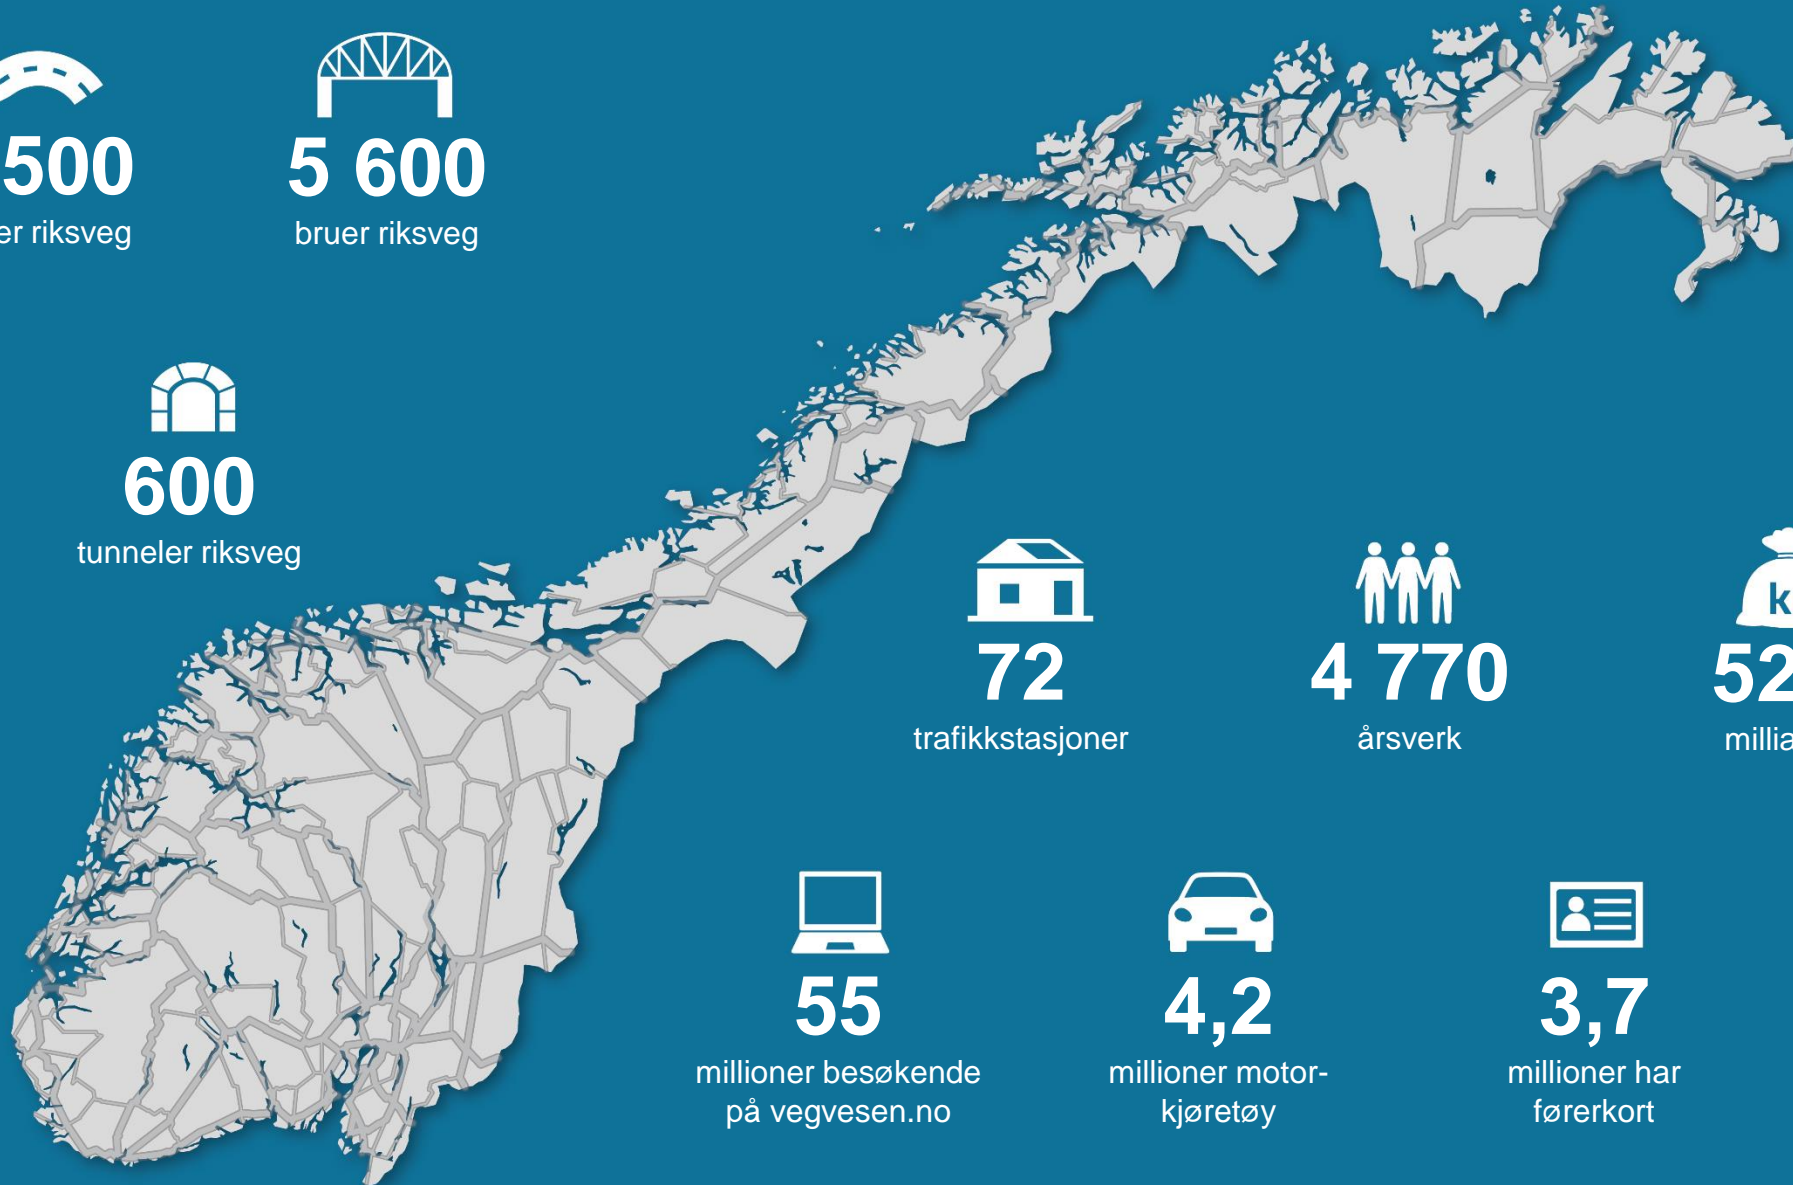 500
er riksveg
5 600
bruer riksveg
600
tunneler riksveg
72
trafikkstasjoner
4 770
årsverk
k
52
millia
55
millioner besøkende
på vegvesen.no
4,2
millioner motor-
kjøretøy
3,7
millioner har
førerkort